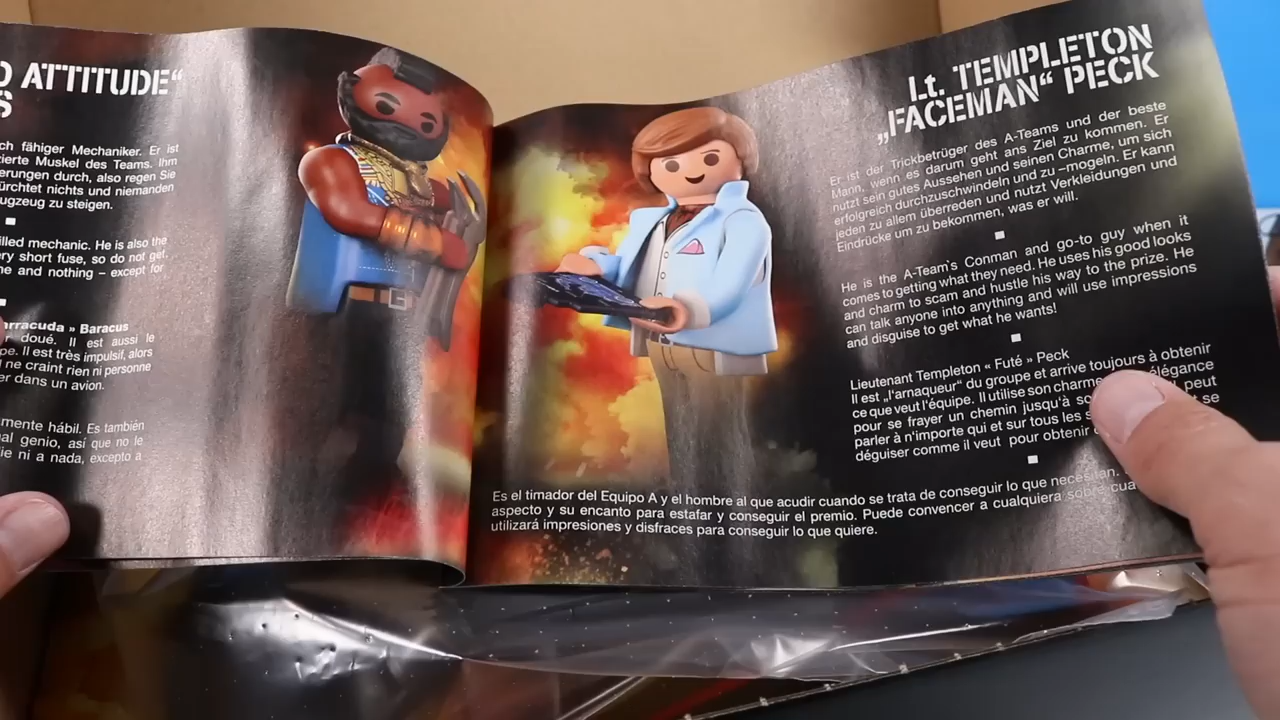 ATTITUDE“
S
ch fähiger Mechaniker. Er ist
tierte Muskel des Teams. Ihm
erungen durch, also regen Sie
ürchtet nichts und niemanden
ugzeug zu steigen.
illed mechanic. He is also the
ery short fuse, so do not get
ne and nothing – except for
arracuda » Baracus
r doué. Il est aussi le
pe. Il est très impulsif, alors
l ne craint rien ni personne
er dans un avion.
mente hábil. Es también
al genio, así que no le
ie ni a nada, excepto a
Lt. TEMPLETON
„FACEMAN“ PECK
Er ist der Trickbetrüger des A-Teams und der beste
Mann, wenn es darum geht ans Ziel zu kommen. Er
nutzt sein gutes Aussehen und seinen Charme, um sich
erfolgreich durchzuschwindeln und zu –mogeln. Er kann
jeden zu allem überreden und nutzt Verkleidungen und
Eindrücke um zu bekommen, was er will.
He is the A-Team`s Conman and go-to guy when it
comes to getting what they need. He uses his good looks
and charm to scam and hustle his way to the prize. He
can talk anyone into anything and will use impressions
and disguise to get what he wants!
Lieutenant Templeton « Futé » Peck
Il est „l'arnaqueur“ du groupe et arrive toujours à obtenir
ce que veut l'équipe. Il utilise son charme élégance
pour se frayer un chemin jusqu'à peut
parler à n'importe qui et sur tous les se
déguiser comme il veut pour obtenir
Es el timador del Equipo A y el hombre al que acudir cuando se trata de conseguir lo que necesitan.
aspecto y su encanto para estafar y conseguir el premio. Puede convencer a cualquiera sobre
utilizará impresiones y disfraces para conseguir lo que quiere.